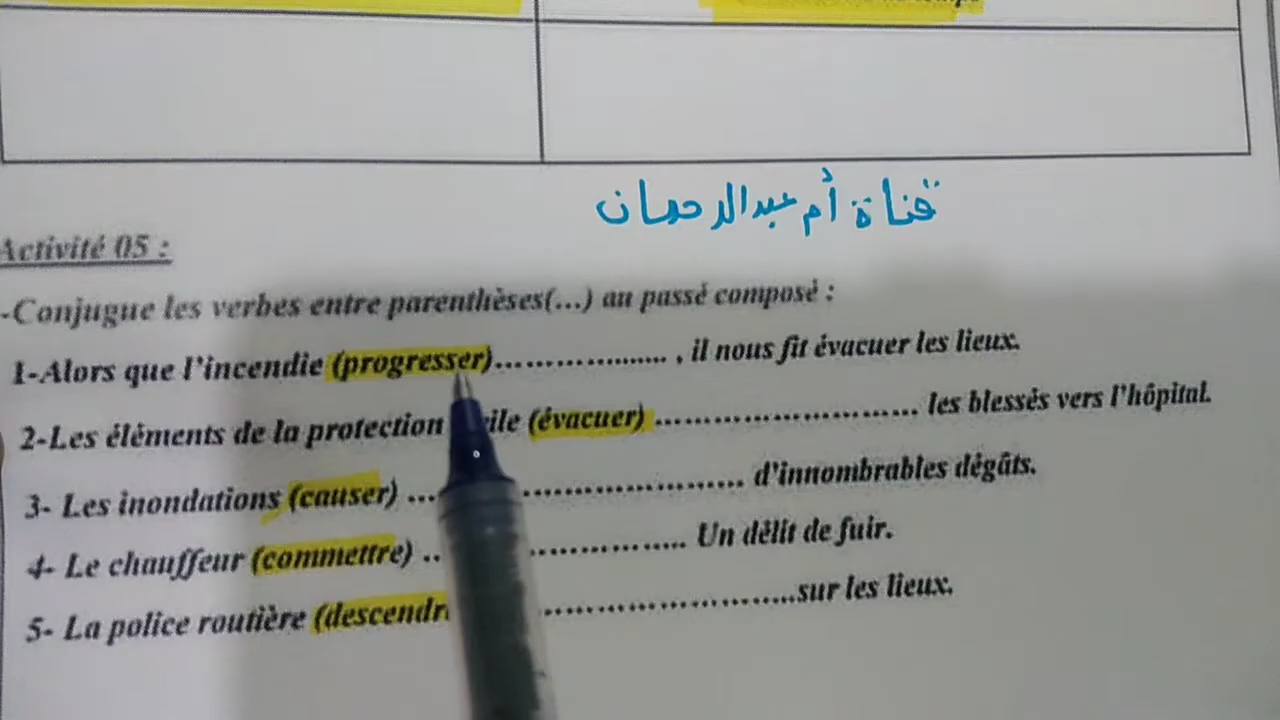 قناة أم عبدالرحمان
Activité 05 :
-Conjugue les verbes entre parenthèses(...) au passé composé :
1-Alors que l'incendie (progresser)..................... , il nous fit évacuer les lieux.
2-Les éléments de la protection (évacuer) .............................. les blessés vers l'hôpital.
3- Les inondations (causer) .............................. d'innombrables dégâts.
4- Le chauffeur (commettre) .............................. Un délit de fuir.
5- La police routière ..............................sur les lieux.